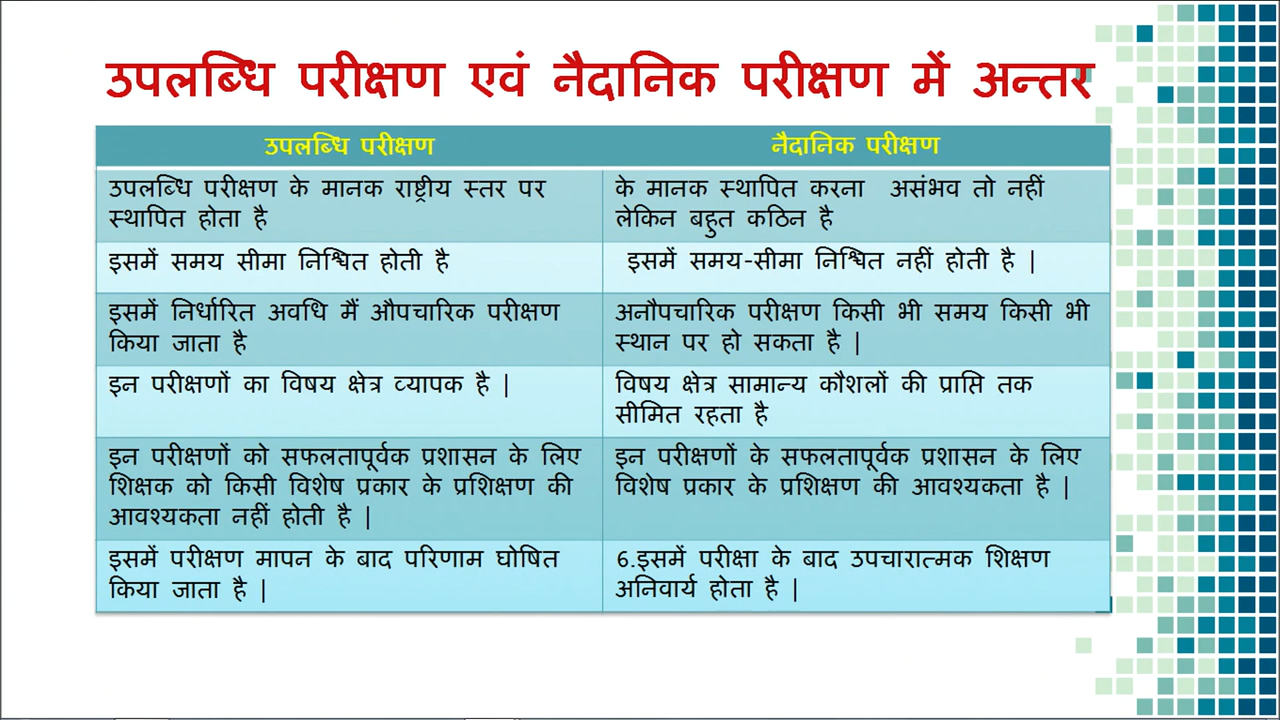 उपलब्धि परीक्षण एवं नैदानिक परीक्षण में अन्तर
उपलब्धि परीक्षण
नैदानिक परीक्षण
उपलब्धि परीक्षण के मानक राष्ट्रीय स्तर पर
स्थापित होता है
के मानक स्थापित करना असंभव तो नहीं
लेकिन बहुत कठिन है
इसमें समय सीमा निश्चित होती है
इसमें समय-सीमा निश्चित नहीं होती है |
इसमें निर्धारित अवधि मैं औपचारिक परीक्षण
किया जाता है
अनौपचारिक परीक्षण किसी भी समय किसी भी
स्थान पर हो सकता है |
इन परीक्षणों का विषय क्षेत्र व्यापक है |
विषय क्षेत्र सामान्य कौशलों की प्राप्ति तक
सीमित रहता है
इन परीक्षणों को सफलतापूर्वक प्रशासन के लिए
शिक्षक को किसी विशेष प्रकार के प्रशिक्षण की
आवश्यकता नहीं होती है |
इन परीक्षणों के सफलतापूर्वक प्रशासन के लिए
विशेष प्रकार के प्रशिक्षण की आवश्यकता है |
इसमें परीक्षण मापन के बाद परिणाम घोषित
किया जाता है |
6.इसमें परीक्षा के बाद उपचारात्मक शिक्षण
अनिवार्य होता है |